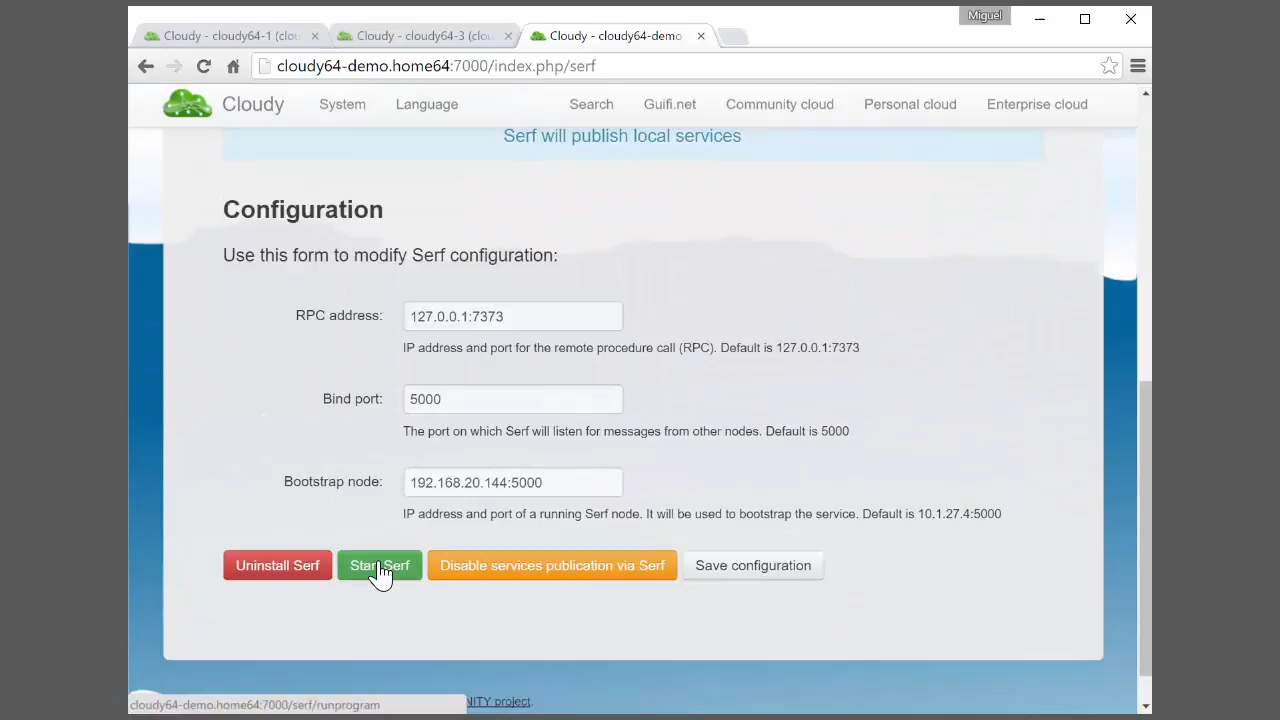 Miguel
Cloudy - cloudy64-1 (clou
Cloudy - cloudy64-3 (clou
Cloudy - cloudy64-demo
cloudy64-demo.home64:7000/index.php/serf
Cloudy
System
Language
Search
Guifi.net
Community cloud
Personal cloud
Enterprise cloud
Serf will publish local services
Configuration
Use this form to modify Serf configuration:
RPC address: 127.0.0.1:7373
IP address and port for the remote procedure call (RPC). Default is 127.0.0.1:7373
Bind port: 5000
The port on which Serf will listen for messages from other nodes. Default is 5000
Bootstrap node: 192.168.20.144:5000
IP address and port of a running Serf node. It will be used to bootstrap the service. Default is 10.1.27.4:5000
Uninstall Serf
Start Serf
Disable services publication via Serf
Save configuration
NITY project.
cloudy64-demo.home64:7000/serf/runprogram